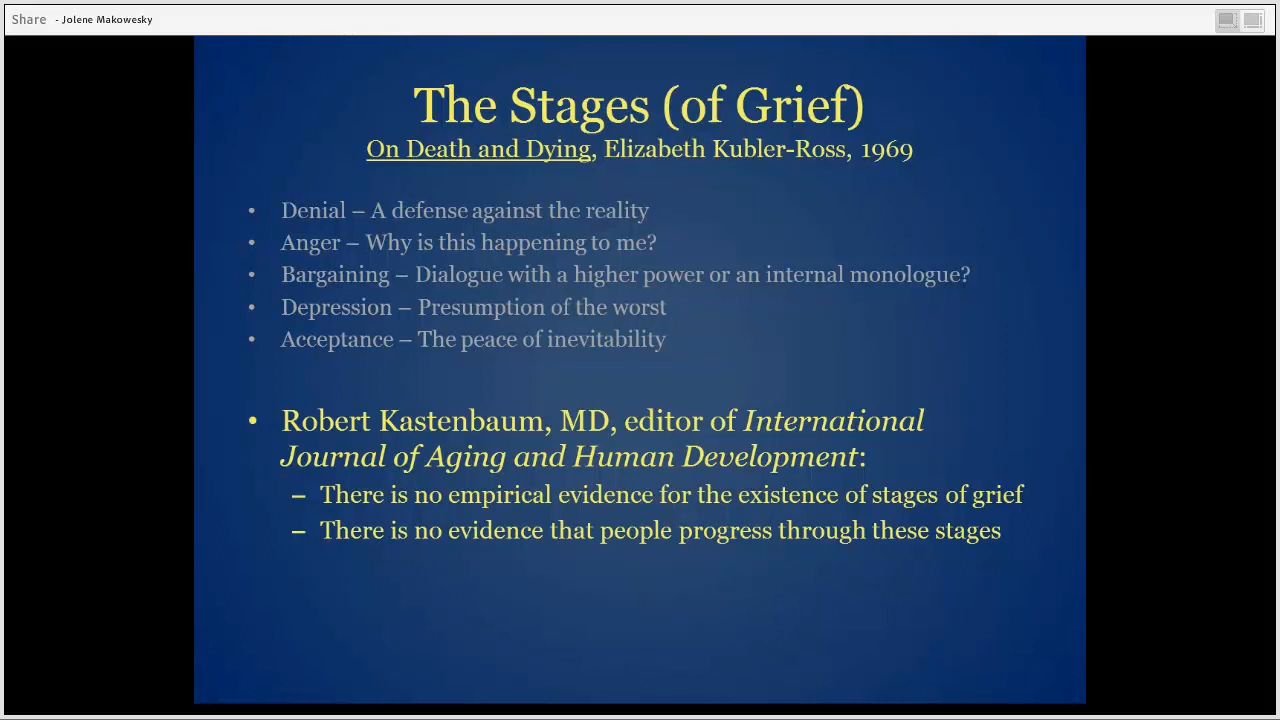 Share - Jolene Makowesky
The Stages (of Grief)
On Death and Dying, Elizabeth Kubler-Ross, 1969
• Denial – A defense against the reality
• Anger – Why is this happening to me?
• Bargaining – Dialogue with a higher power or an internal monologue?
• Depression – Presumption of the worst
• Acceptance – The peace of inevitability
• Robert Kastenbaum, MD, editor of International
Journal of Aging and Human Development:
– There is no empirical evidence for the existence of stages of grief
– There is no evidence that people progress through these stages